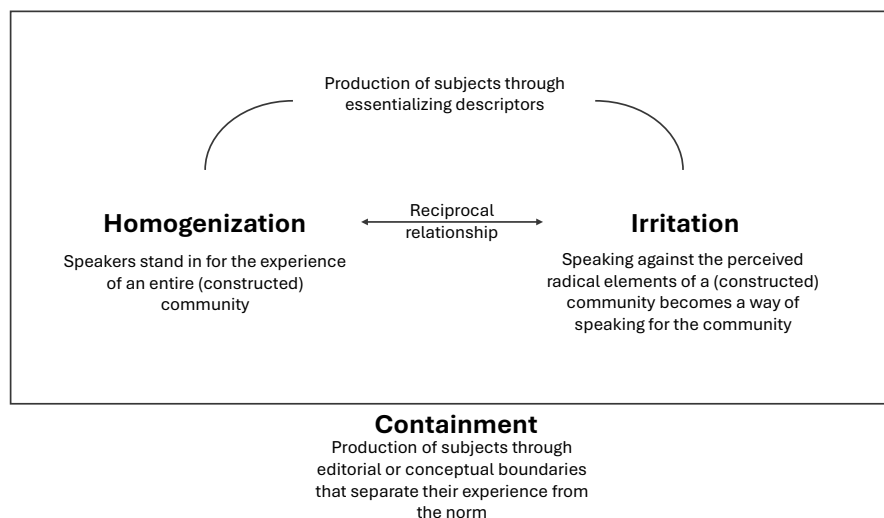 Production of subjects through
essentializing descriptors
Homogenization
Speakers stand in for the experience
of an entire (constructed)
community
Reciprocal
relationship
Irritation
Speaking against the perceived
radical elements of a (constructed)
community becomes a way of
speaking for the community
Containment
Production of subjects through
editorial or conceptual boundaries
that separate their experience from
the norm